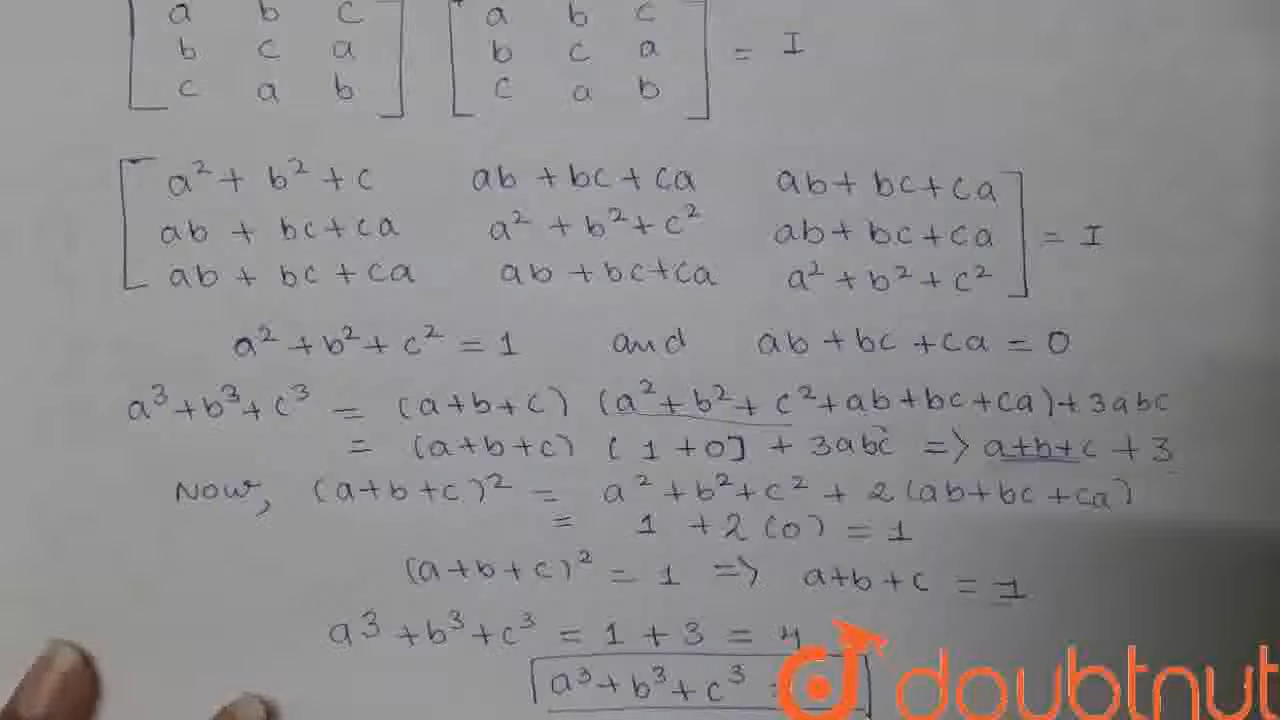 a b c a b c
b c a b c a = I
c a b c a b
a² + b² + c ab + bc + ca ab + bc + ca
ab + bc + ca a² + b² + c² ab + bc + ca = I
ab + bc + ca ab + bc + ca a² + b² + c²
a² + b² + c² = 1 and ab + bc + ca = 0
a³ + b³ + c³ = (a+b+c) (a² + b² + c² + ab + bc + ca) + 3abc
= (a+b+c) [1+0] + 3abc => a+b+c + 3
Now, (a+b+c)² = a² + b² + c² + 2(ab+bc+ca)
= 1 + 2(0) = 1
(a+b+c)² = 1 => a+b+c = 1
a³ + b³ + c³ = 1 + 3 = 4
a³ + b³ + c³ =
doubtnut